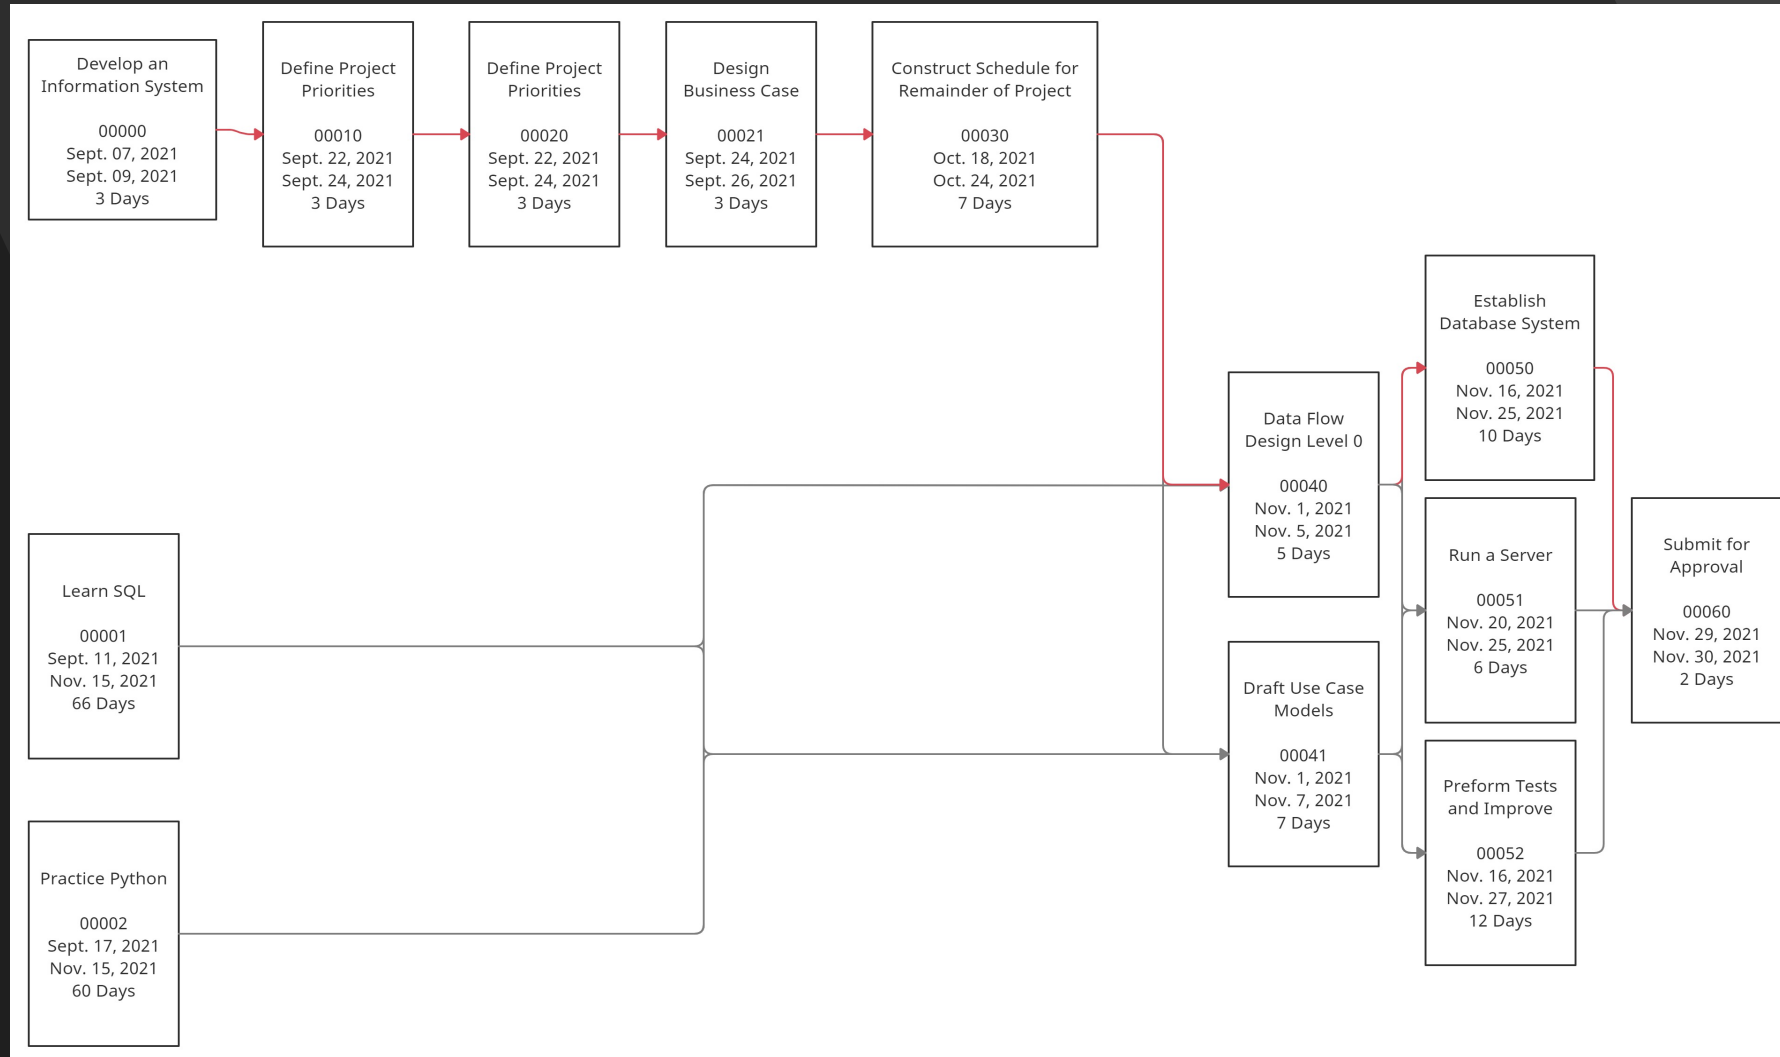 Develop an
Information System
00000
Sept. 07, 2021
Sept. 09, 2021
3 Days
Define Project
Priorities
00010
Sept. 22, 2021
Sept. 24, 2021
3 Days
Define Project
Priorities
00020
Sept. 22, 2021
Sept. 24, 2021
3 Days
Design
Business Case
00021
Sept. 24, 2021
Sept. 26, 2021
3 Days
Construct Schedule for
Remainder of Project
00030
Oct. 18, 2021
Oct. 24, 2021
7 Days
Establish
Database System
00050
Nov. 16, 2021
Nov. 25, 2021
10 Days
Data Flow
Design Level 0
00040
Nov. 1, 2021
Nov. 5, 2021
5 Days
Run a Server
00051
Nov. 20, 2021
Nov. 25, 2021
6 Days
Submit for
Approval
00060
Nov. 29, 2021
Nov. 30, 2021
2 Days
Learn SQL
00001
Sept. 11, 2021
Nov. 15, 2021
66 Days
Draft Use Case
Models
00041
Nov. 1, 2021
Nov. 7, 2021
7 Days
Preform Tests
and Improve
00052
Nov. 16, 2021
Nov. 27, 2021
12 Days
Practice Python
00002
Sept. 17, 2021
Nov. 15, 2021
60 Days